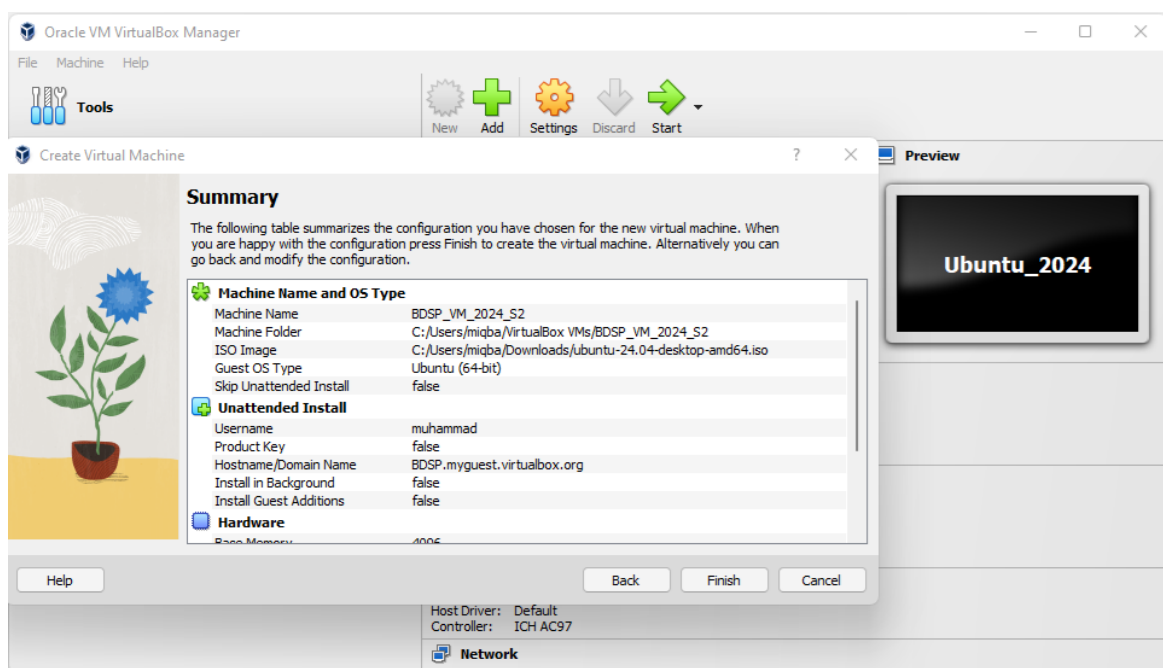 Oracle VM VirtualBox Manager
File Machine Help
Tools
New Add Settings Discard Start
Create Virtual Machine ?
Preview
Ubuntu_2024
Summary
The following table summarizes the configuration you have chosen for the new virtual machine. When
you are happy with the configuration press Finish to create the virtual machine. Alternatively you can
go back and modify the configuration.
Machine Name and OS Type
Machine Name BDSP_VM_2024_S2
Machine Folder C:/Users/miqba/VirtualBox VMs/BDSP_VM_2024_S2
ISO Image C:/Users/miqba/Downloads/ubuntu-24.04-desktop-amd64.iso
Guest OS Type Ubuntu (64-bit)
Skip Unattended Install false
Unattended Install
Username muhammad
Product Key false
Hostname/Domain Name BDSP.myguest.virtualbox.org
Install in Background false
Install Guest Additions false
Hardware
Base Memory 4096
Help Back Finish Cancel
Host Driver: Default
Controller: ICH AC97
Network